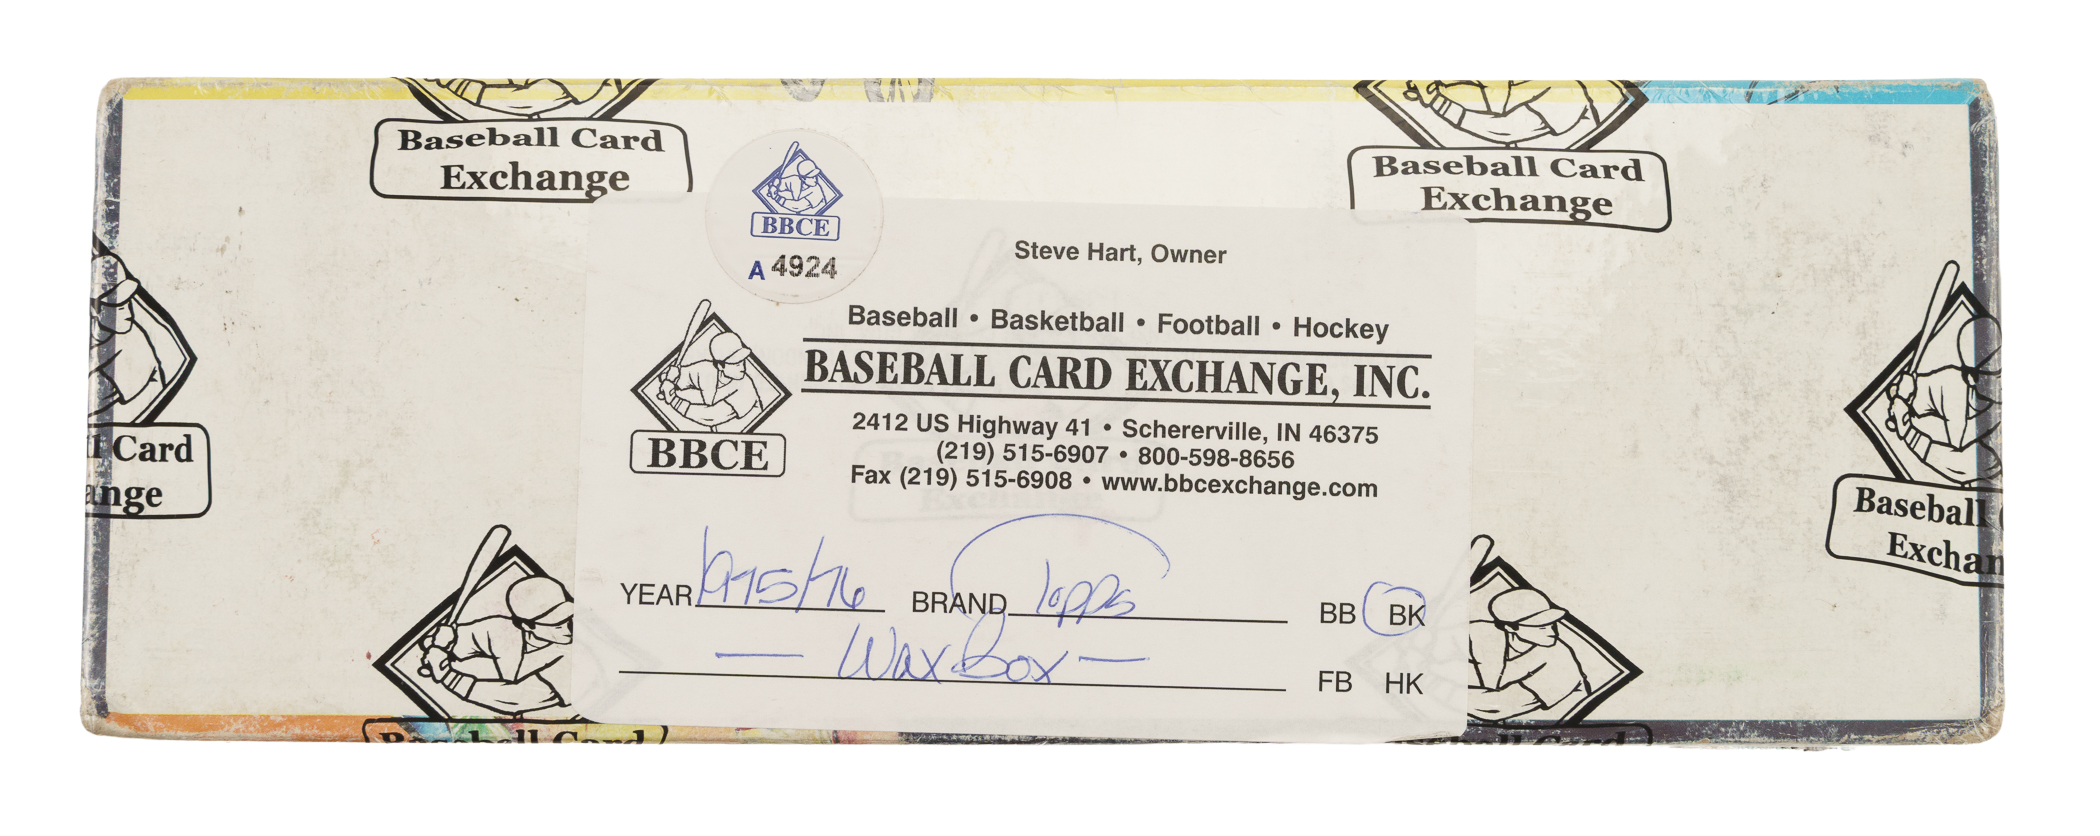 Baseball Card
Exchange
Baseball Card
Exchange
BBCE
A 4924
Steve Hart, Owner
Baseball • Basketball • Football • Hockey
BASEBALL CARD EXCHANGE, INC.
2412 US Highway 41 • Schererville, IN 46375
(219) 515-6907 • 800-598-8656
Fax (219) 515-6908 • www.bbcexchange.com
BBCE
Card
Baseball
YEAR 1975/76 BRAND Topps BB BK
— Wax Box — FB HK
Baseball Card